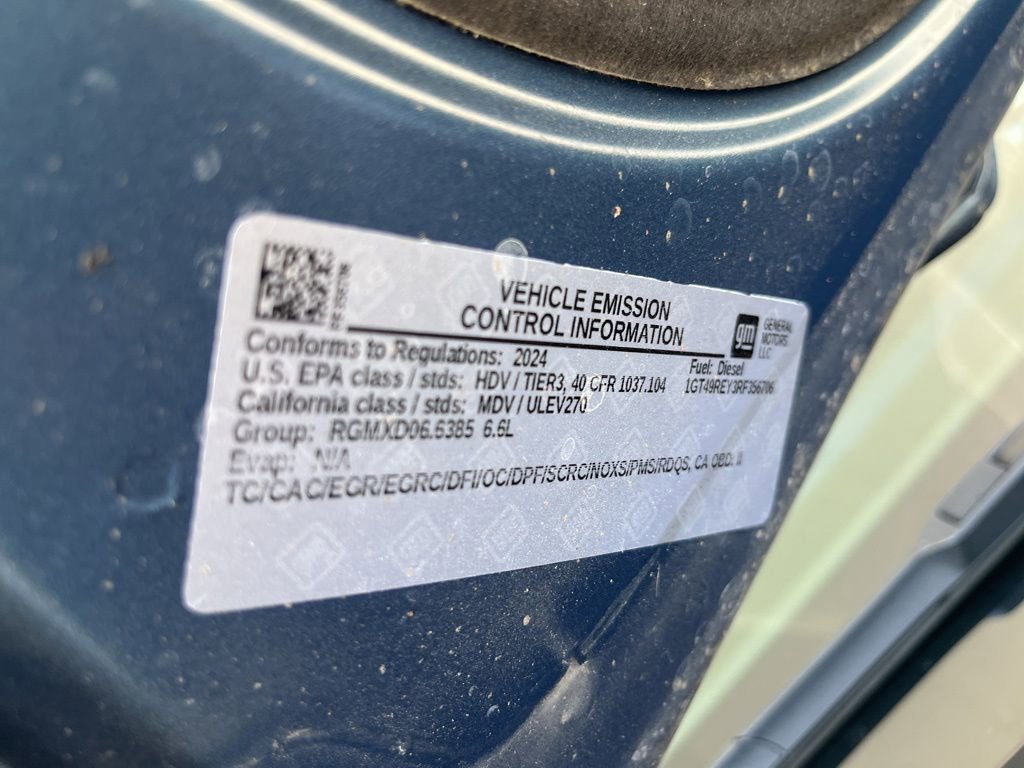 VEHICLE EMISSION
CONTROL INFORMATION
gm GENERAL
MOTORS
LLC
Conforms to Regulations: 2024
Fuel: Diesel
U.S. EPA class / stds: HDV / TIER3, 40 CFR 1037.104
1GT49REY3RF356706
California class / stds: MDV / ULEV270
Group: RGMXD06.6385 6.6L
Evap: N/A
TC/CAC/EGR/EGRC/DFI/OC/DPF/SCRC/NOXS/PMS/RDQS, CA OBD: II